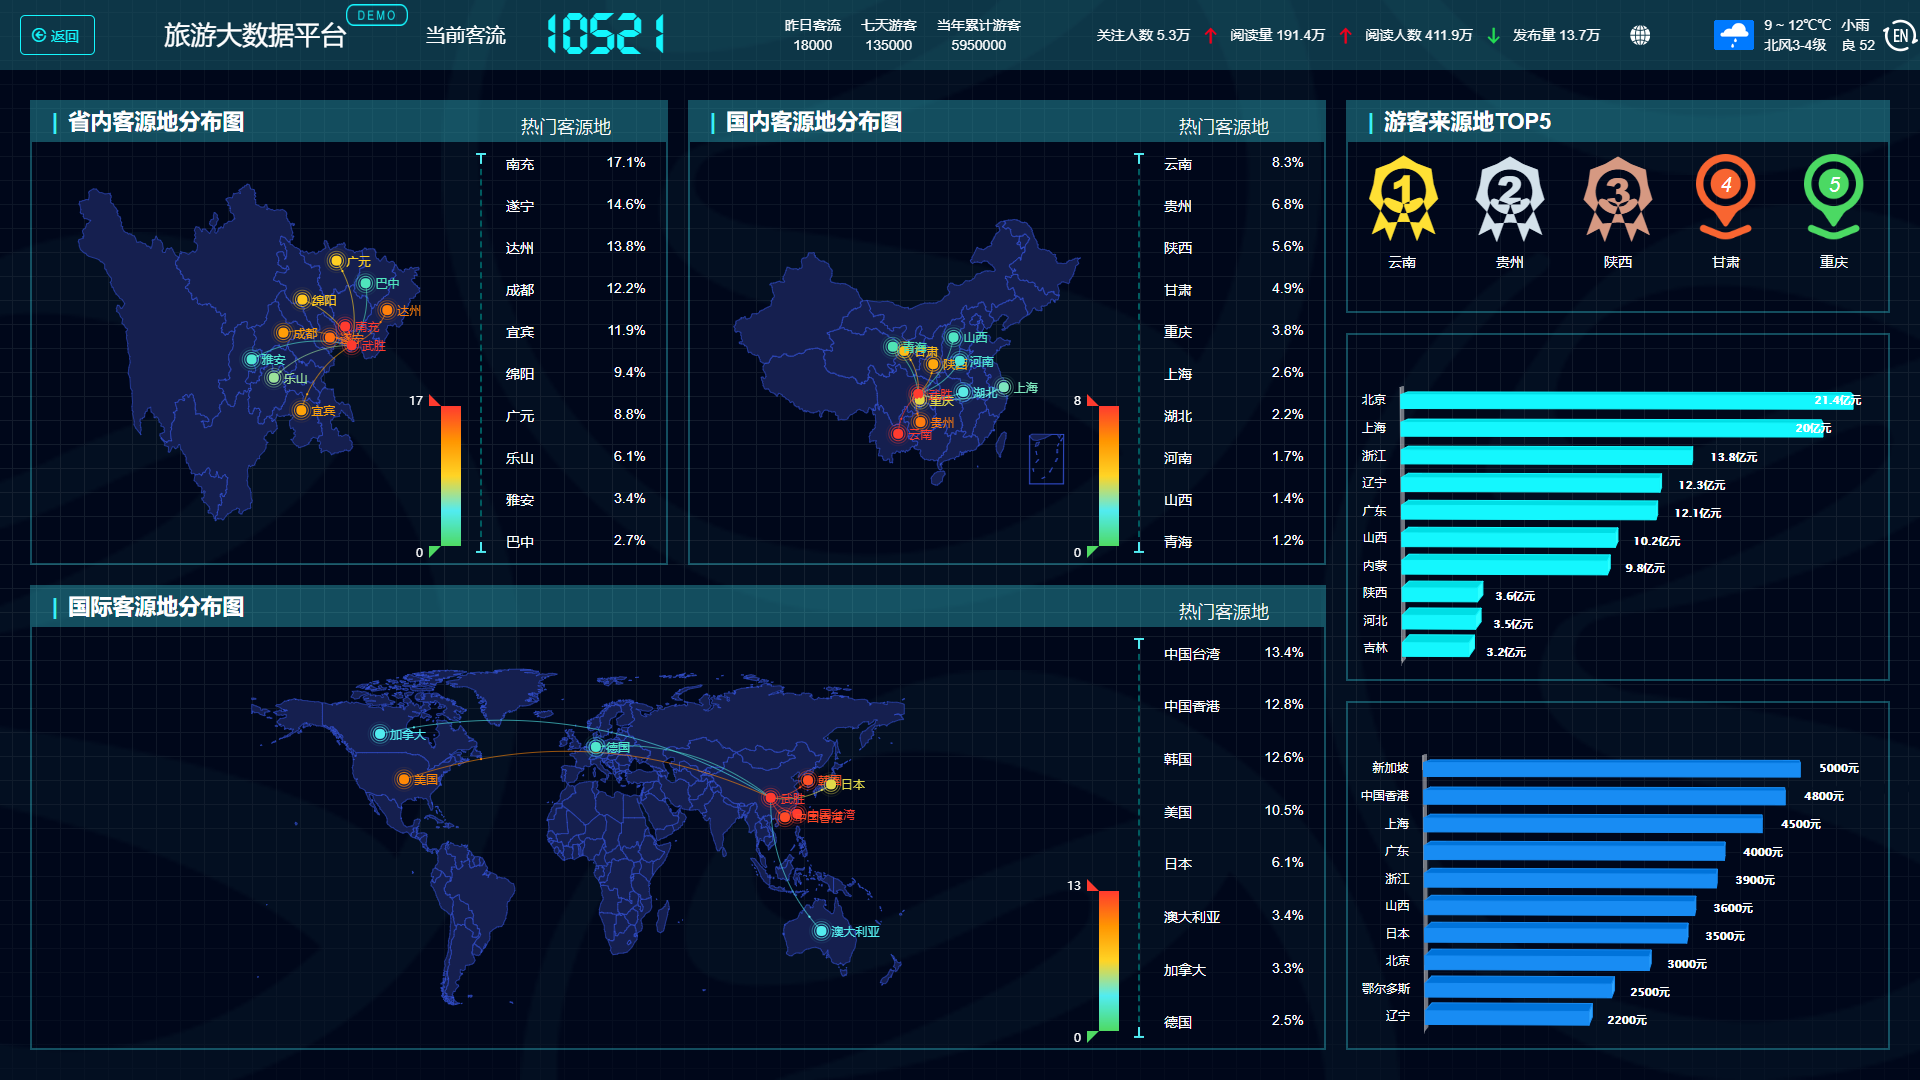 返回
旅游大数据平台
DEMO
当前客流
10521
昨日客流
18000
七天游客
135000
当年累计游客
5950000
关注人数 5.3万
阅读量 191.4万
阅读人数 411.9万
发布量 13.7万
9 ~ 12℃℃ 小雨
北风3-4级 良 52
EN
省内客源地分布图
热门客源地
广元
巴中
绵阳
达州
南充
成都
武胜
雅安
乐山
宜宾
17
0
南充 17.1%
遂宁 14.6%
达州 13.8%
成都 12.2%
宜宾 11.9%
绵阳 9.4%
广元 8.8%
乐山 6.1%
雅安 3.4%
巴中 2.7%
国内客源地分布图
热门客源地
山西
青海
甘肃
河南
陕西
上海
湖北
武胜
重庆
贵州
云南
8
0
云南 8.3%
贵州 6.8%
陕西 5.6%
甘肃 4.9%
重庆 3.8%
上海 2.6%
湖北 2.2%
河南 1.7%
山西 1.4%
青海 1.2%
游客来源地TOP5
1
2
3
4
5
云南
贵州
陕西
甘肃
重庆
北京 21.4亿元
上海 20亿元
浙江 13.8亿元
辽宁 12.3亿元
广东 12.1亿元
山西 10.2亿元
内蒙 9.8亿元
陕西 3.6亿元
河北 3.5亿元
吉林 3.2亿元
国际客源地分布图
热门客源地
加拿大
德国
美国
韩国
日本
武胜
中国台湾
中国香港
澳大利亚
13
0
中国台湾 13.4%
中国香港 12.8%
韩国 12.6%
美国 10.5%
日本 6.1%
澳大利亚 3.4%
加拿大 3.3%
德国 2.5%
新加坡 5000元
中国香港 4800元
上海 4500元
广东 4000元
浙江 3900元
山西 3600元
日本 3500元
北京 3000元
鄂尔多斯 2500元
辽宁 2200元